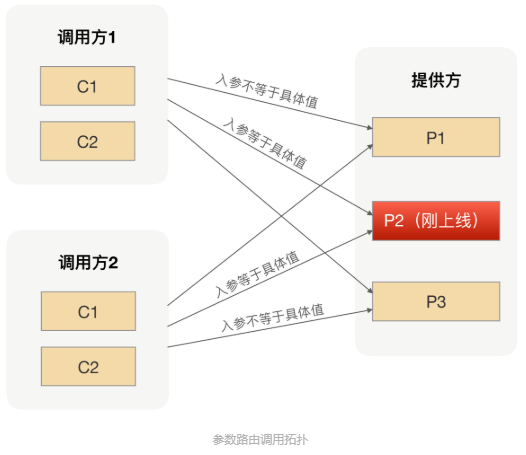 调用方1
C1
C2
提供方
P1
P2（刚上线）
P3
入参不等于具体值
入参等于具体值
调用方2
C1
C2
入参等于具体值
入参不等于具体值
参数路由调用拓扑